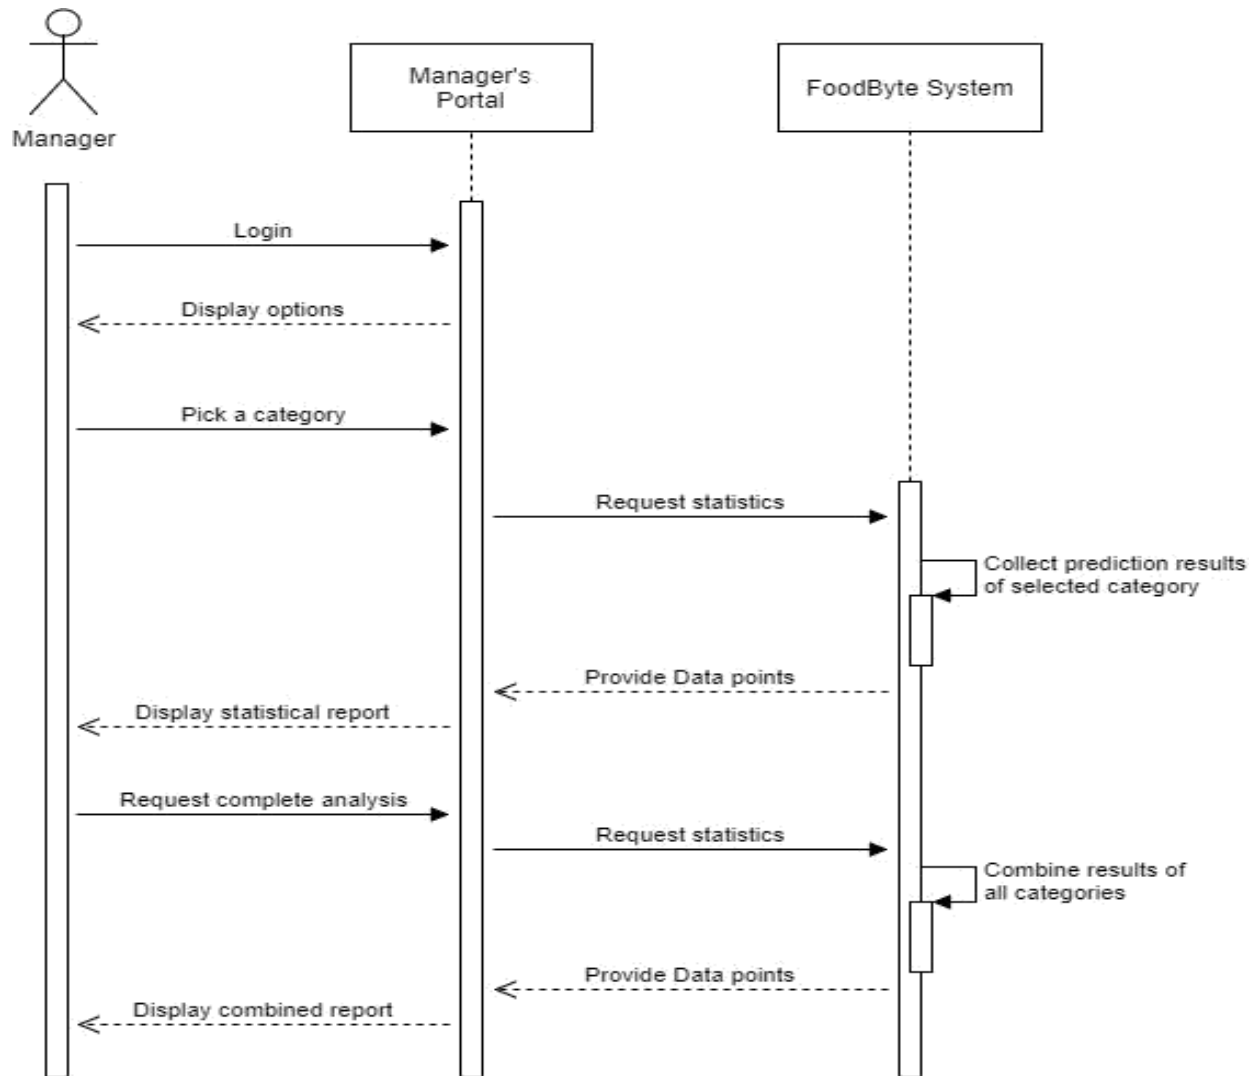 Manager's
Portal
FoodByte System
Manager
Login
Display options
Pick a category
Request statistics
Collect prediction results
of selected category
Provide Data points
Display statistical report
Request complete analysis
Request statistics
Combine results of
all categories
Provide Data points
Display combined report